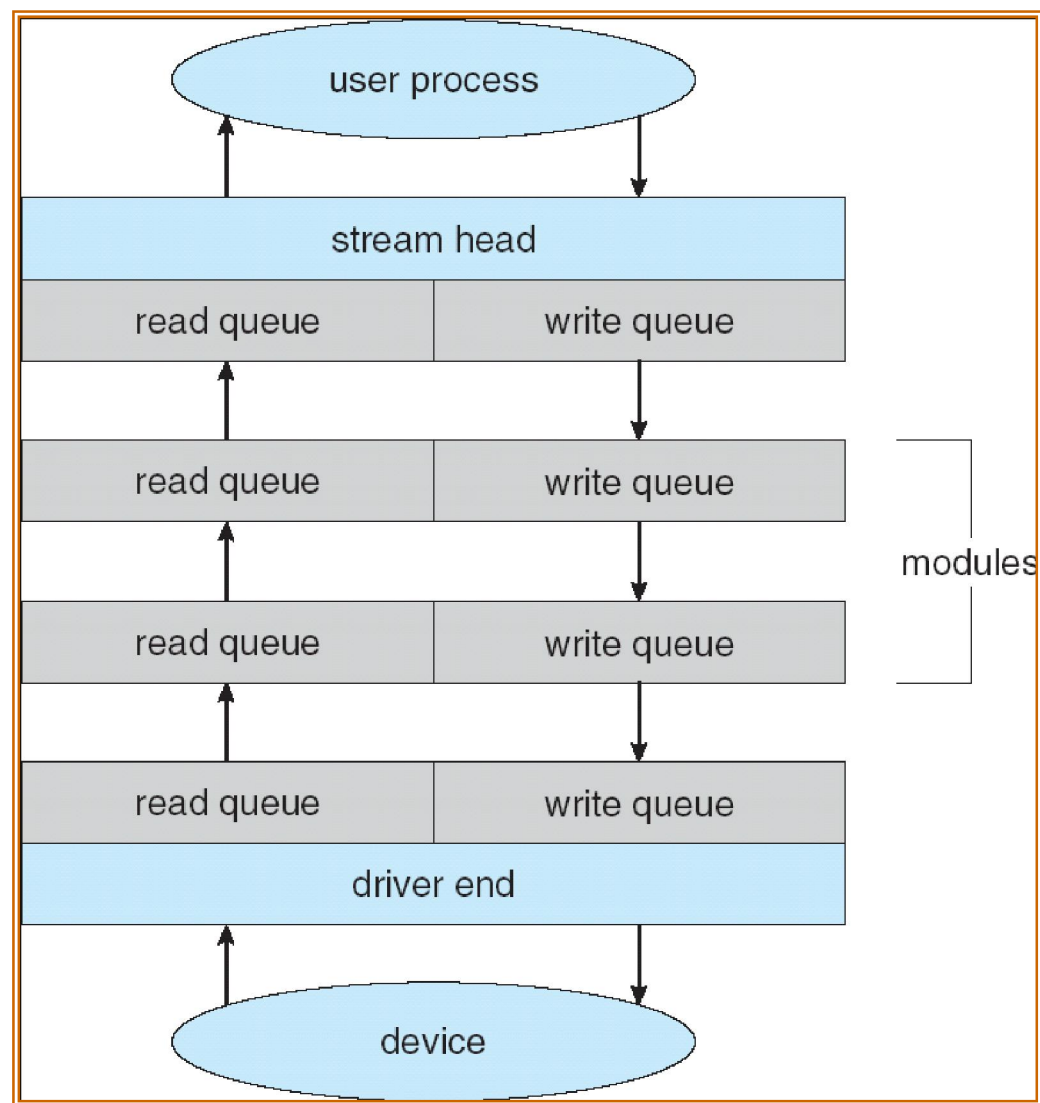 user process
stream head
read queue write queue
read queue write queue
modules
read queue write queue
read queue write queue
driver end
device